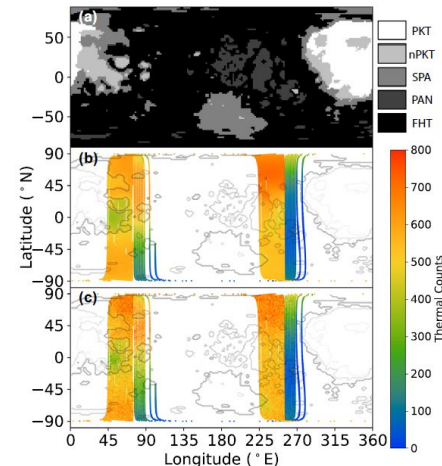 (a)
50
0
−50
PKT
nPKT
SPA
PAN
FHT
(b)
90
45
0
−45
−90
(c)
90
45
0
−45
−90
0 45 90 135 180 225 270 315 360
Longitude (°E)
Latitude (°N)
800
700
600
500
400
300
200
100
0
Thermal Counts